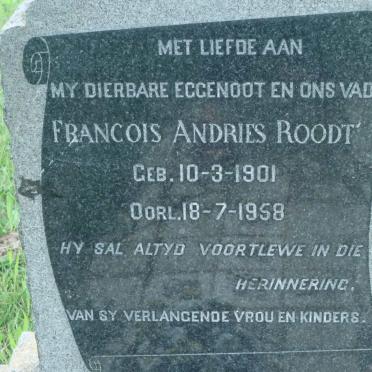 MET LIEFDE AAN
MY DIERBARE EGGENOOT EN ONS VAD
FRANCOIS ANDRIES ROODT
GEB. 10-3-1901
OORL. 18-7-1958
HY SAL ALTYD VOORTLEWE IN DIE
HERINNERING,
VAN SY VERLANGENDE VROU EN KINDERS.